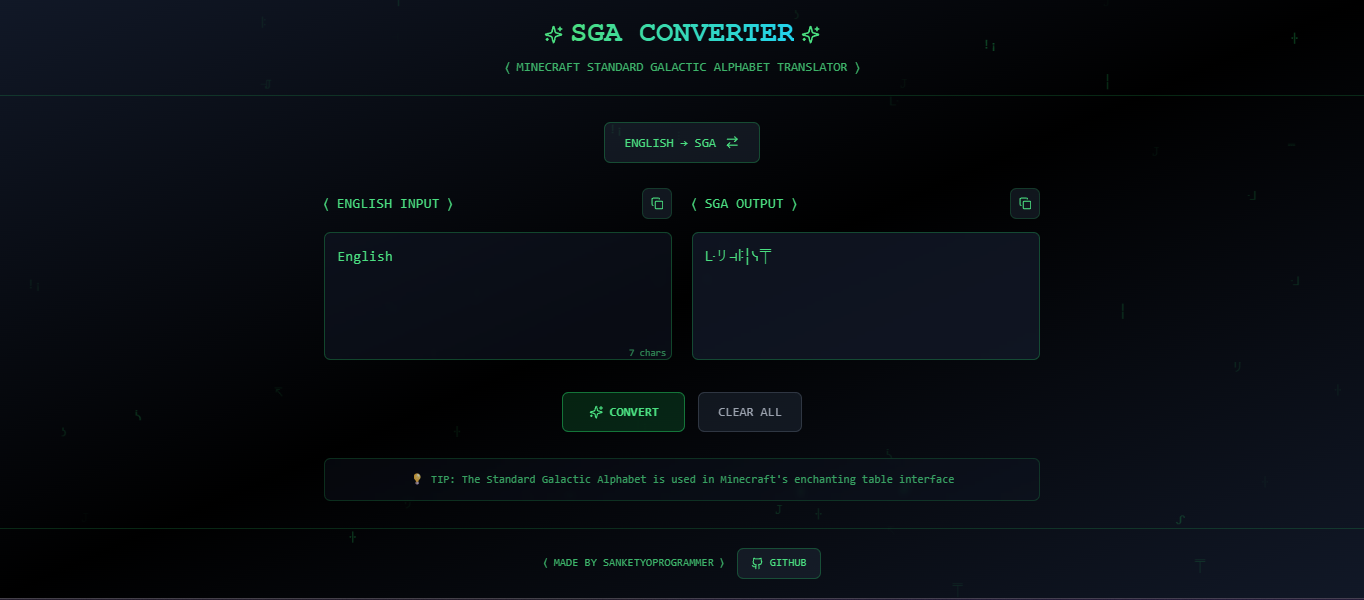 SGA CONVERTER
⟨ MINECRAFT STANDARD GALACTIC ALPHABET TRANSLATOR ⟩
ENGLISH → SGA
⟨ ENGLISH INPUT ⟩
⟨ SGA OUTPUT ⟩
English
ᒷリ⊣ꖎ╎ᓭ⍑
7 chars
CONVERT
CLEAR ALL
💡 TIP: The Standard Galactic Alphabet is used in Minecraft's enchanting table interface
⟨ MADE BY SANKETYOPROGRAMMER ⟩
GITHUB